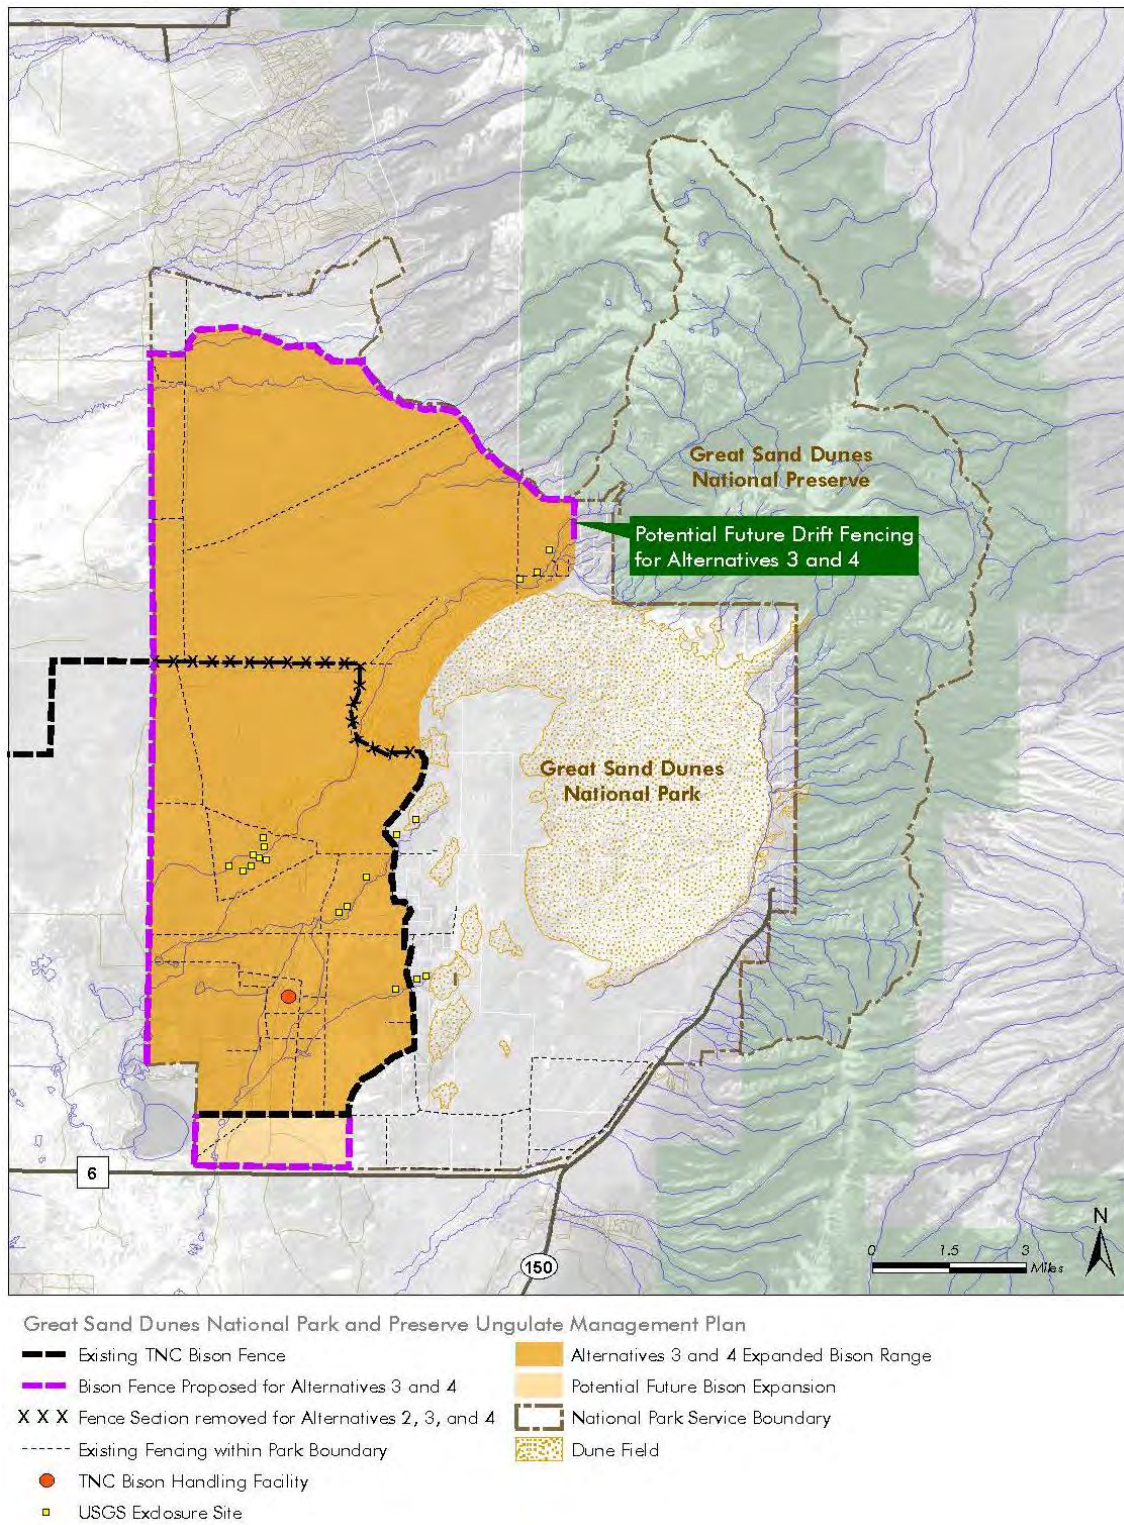 Great Sand Dunes
National Preserve
Potential Future Drift Fencing
for Alternatives 3 and 4
Great Sand Dunes
National Park
6
150
N
0 1.5 3
Miles
Great Sand Dunes National Park and Preserve Ungulate Management Plan
Existing TNC Bison Fence
Bison Fence Proposed for Alternatives 3 and 4
X X X Fence Section removed for Alternatives 2, 3, and 4
Existing Fencing within Park Boundary
TNC Bison Handling Facility
USGS Exclosure Site
Alternatives 3 and 4 Expanded Bison Range
Potential Future Bison Expansion
National Park Service Boundary
Dune Field